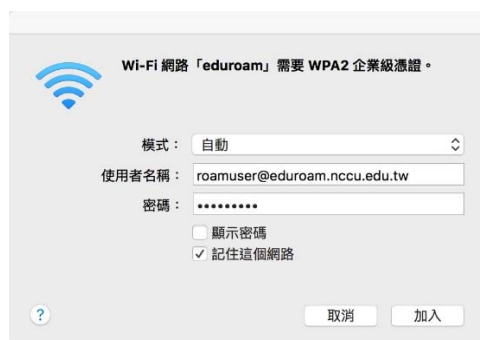 Wi-Fi 網路「eduroam」需要 WPA2 企業級憑證。
模式： 自動
使用者名稱： roamuser@eduroam.nccu.edu.tw
密碼： •••••••••
顯示密碼
記住這個網路
? 取消 加入